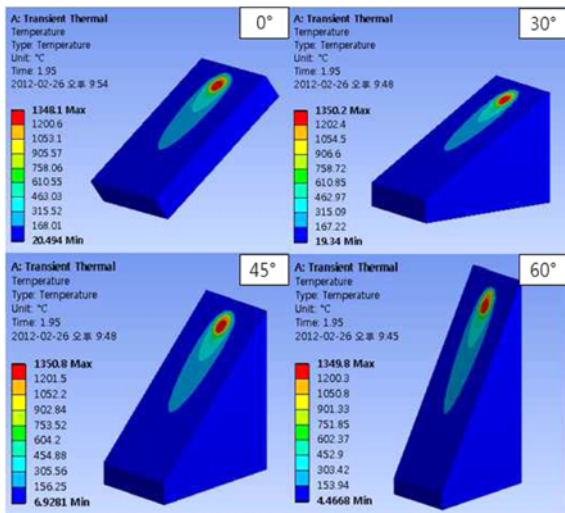 A: Transient Thermal
Temperature
Type: Temperature
Unit: °C
Time: 1.95
2012-02-26 오후 9:54
0°
1348.1 Max
1200.6
1053.1
905.57
758.06
610.55
463.03
315.52
168.01
20.494 Min
A: Transient Thermal
Temperature
Type: Temperature
Unit: °C
Time: 1.95
2012-02-26 오후 9:48
30°
1350.2 Max
1202.4
1054.5
906.6
758.72
610.85
462.97
315.09
167.22
19.34 Min
A: Transient Thermal
Temperature
Type: Temperature
Unit: °C
Time: 1.95
2012-02-26 오후 9:48
45°
1350.8 Max
1201.5
1052.2
902.84
753.52
604.2
454.88
305.56
156.25
6.9281 Min
A: Transient Thermal
Temperature
Type: Temperature
Unit: °C
Time: 1.95
2012-02-26 오후 9:45
60°
1349.8 Max
1200.3
1050.8
901.33
751.85
602.37
452.9
303.42
153.94
4.4668 Min